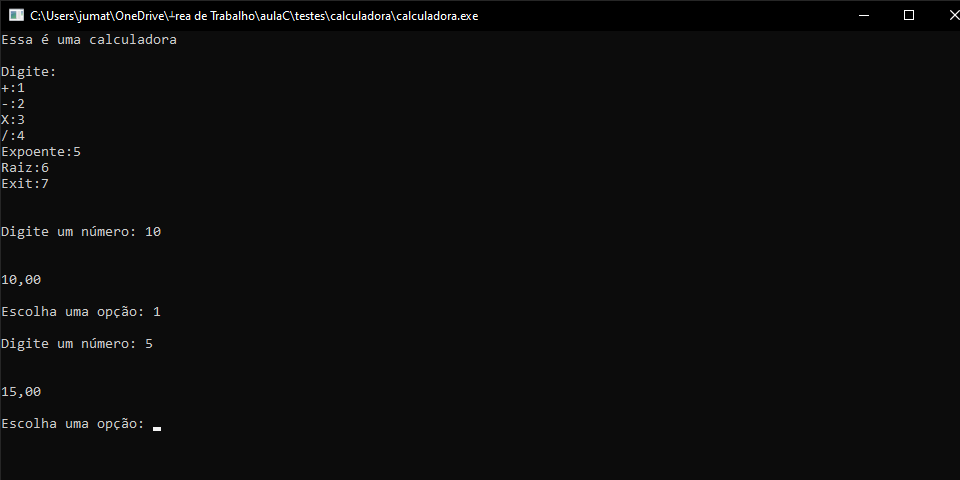 C:\Users\jumat\OneDrive\┴rea de Trabalho\aulaC\testes\calculadora\calculadora.exe
Essa é uma calculadora
Digite:
+:1
-:2
X:3
/:4
Expoente:5
Raiz:6
Exit:7
Digite um número: 10
10,00
Escolha uma opção: 1
Digite um número: 5
15,00
Escolha uma opção: